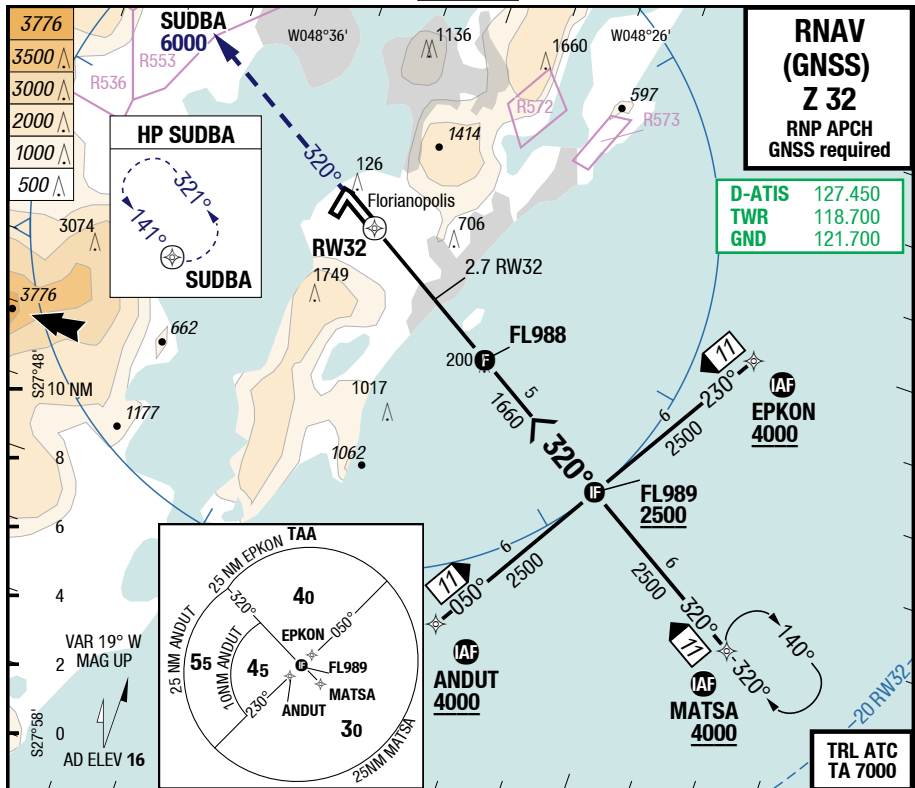 3776
3500
3000
2000
1000
500
SUDBA
6000
R553
R536
W048°36'
1136
1660
W048°26'
R572
597
R573
1414
RNAV
(GNSS)
Z 32
RNP APCH
GNSS required
D-ATIS 127.450
TWR 118.700
GND 121.700
HP SUDBA
321°
141°
SUDBA
320°
126
Florianopolis
RW32
706
2.7 RW32
3074
3776
1749
662
S27°48'
10 NM
1177
1017
1062
200
F
FL988
5
1660
320°
11
230°
6
2500
IAF
EPKON
4000
IF
FL989
2500
8
6
4
2
0
S27°58'
VAR 19° W
MAG UP
AD ELEV 16
TAA
25 NM EPKON
25 NM ANDUT
10NM ANDUT
25NM MATSA
320°
050°
230°
40
55
45
30
EPKON
IF
FL989
MATSA
ANDUT
11
050°
6
2500
IAF
ANDUT
4000
6
2500
320°
11
IAF
MATSA
4000
140°
320°
20 RW32
TRL ATC
TA 7000